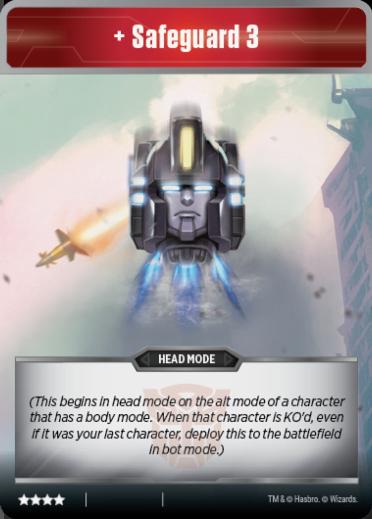 + Safeguard 3
HEAD MODE
(This begins in head mode on the alt mode of a character
that has a body mode. When that character is KO'd, even
if it was your last character, deploy this to the battlefield
in bot mode.)
TM & © Hasbro. © Wizards.